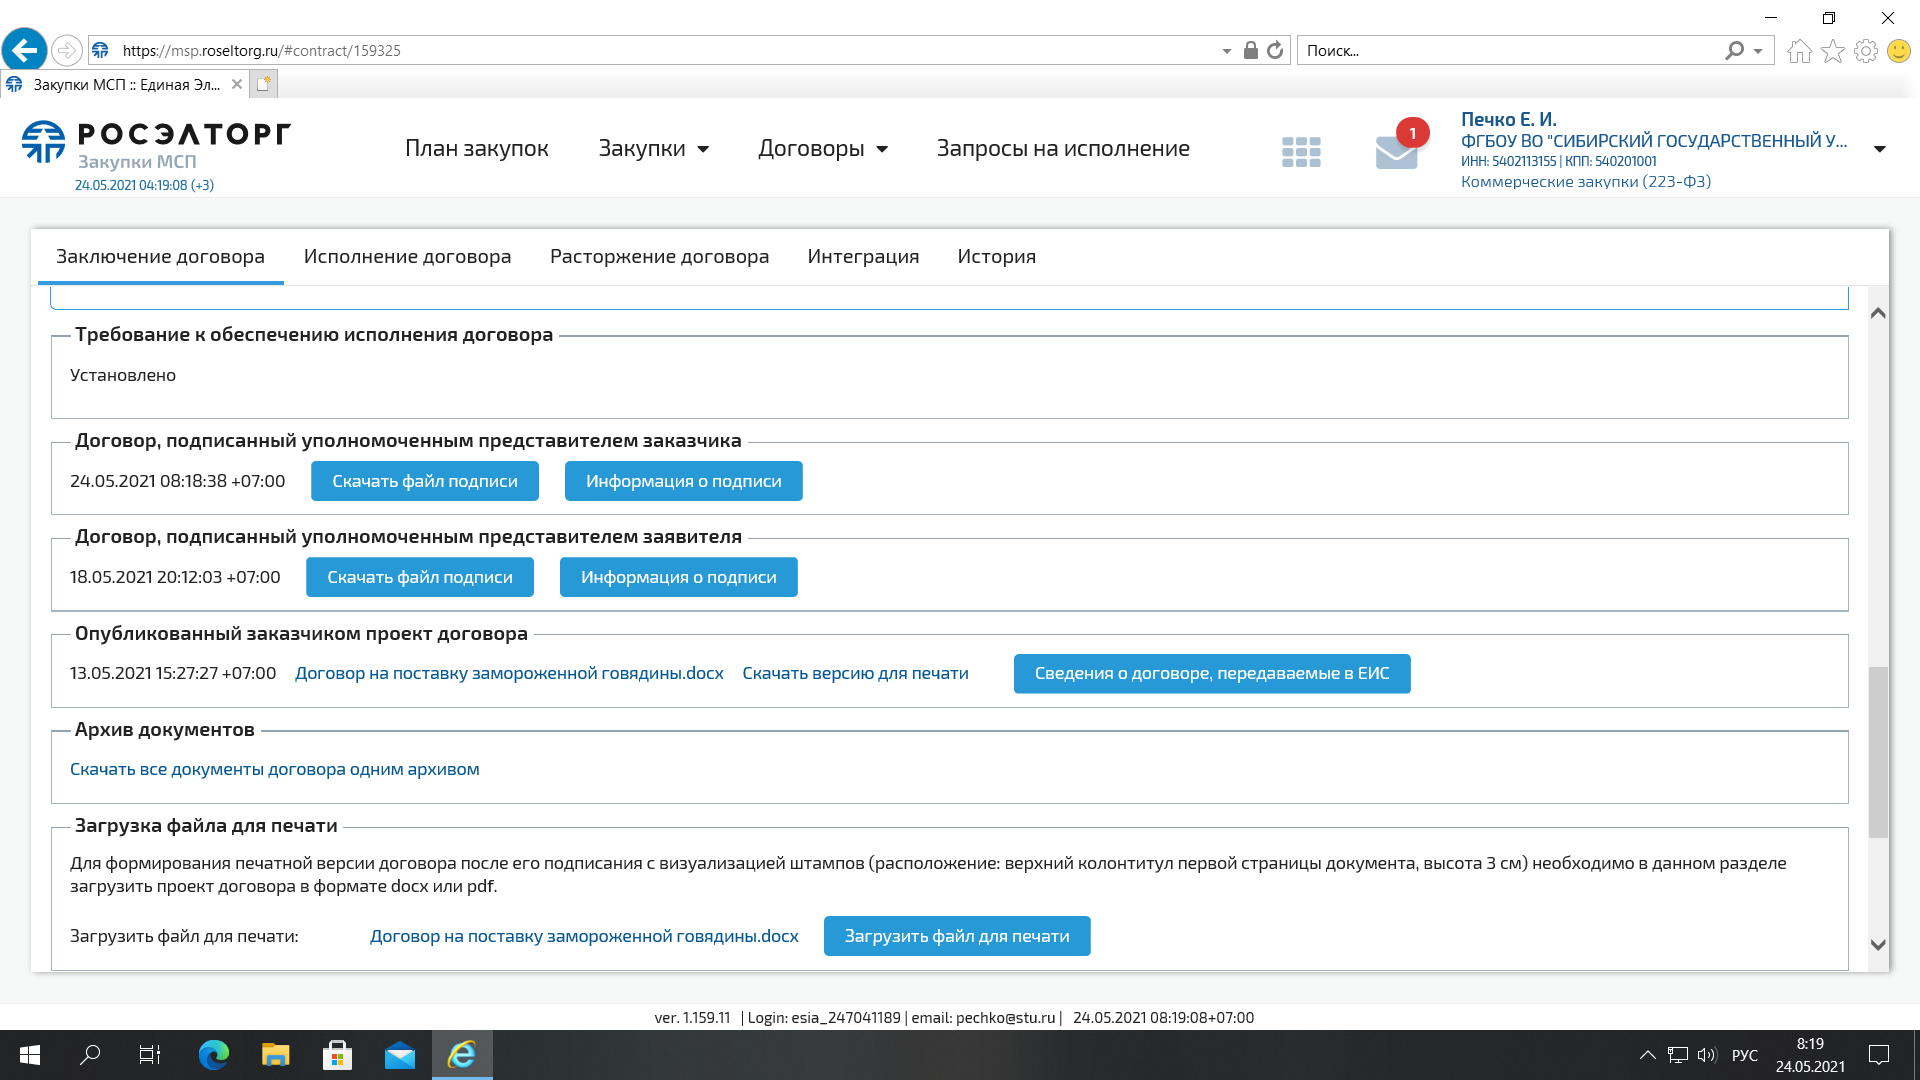 https://msp.roseltorg.ru/#contract/159325
Поиск...
Закупки МСП :: Единая Эл...
РОСЭЛТОРГ
Закупки МСП
24.05.2021 04:19:08 (+3)
План закупок
Закупки
Договоры
Запросы на исполнение
1
Печко Е. И.
ФГБОУ ВО "СИБИРСКИЙ ГОСУДАРСТВЕННЫЙ У...
ИНН: 5402113155 | КПП: 540201001
Коммерческие закупки (223-ФЗ)
Заключение договора
Исполнение договора
Расторжение договора
Интеграция
История
Требование к обеспечению исполнения договора
Установлено
Договор, подписанный уполномоченным представителем заказчика
24.05.2021 08:18:38 +07:00 Скачать файл подписи Информация о подписи
Договор, подписанный уполномоченным представителем заявителя
18.05.2021 20:12:03 +07:00 Скачать файл подписи Информация о подписи
Опубликованный заказчиком проект договора
13.05.2021 15:27:27 +07:00 Договор на поставку замороженной говядины.docx Скачать версию для печати Сведения о договоре, передаваемые в ЕИС
Архив документов
Скачать все документы договора одним архивом
Загрузка файла для печати
Для формирования печатной версии договора после его подписания с визуализацией штампов (расположение: верхний колонтитул первой страницы документа, высота 3 см) необходимо в данном разделе
загрузить проект договора в формате docx или pdf.
Загрузить файл для печати: Договор на поставку замороженной говядины.docx Загрузить файл для печати
ver. 1.159.11 | Login: esia_247041189 | email: pechko@stu.ru | 24.05.2021 08:19:08+07:00
РУС
8:19
24.05.2021